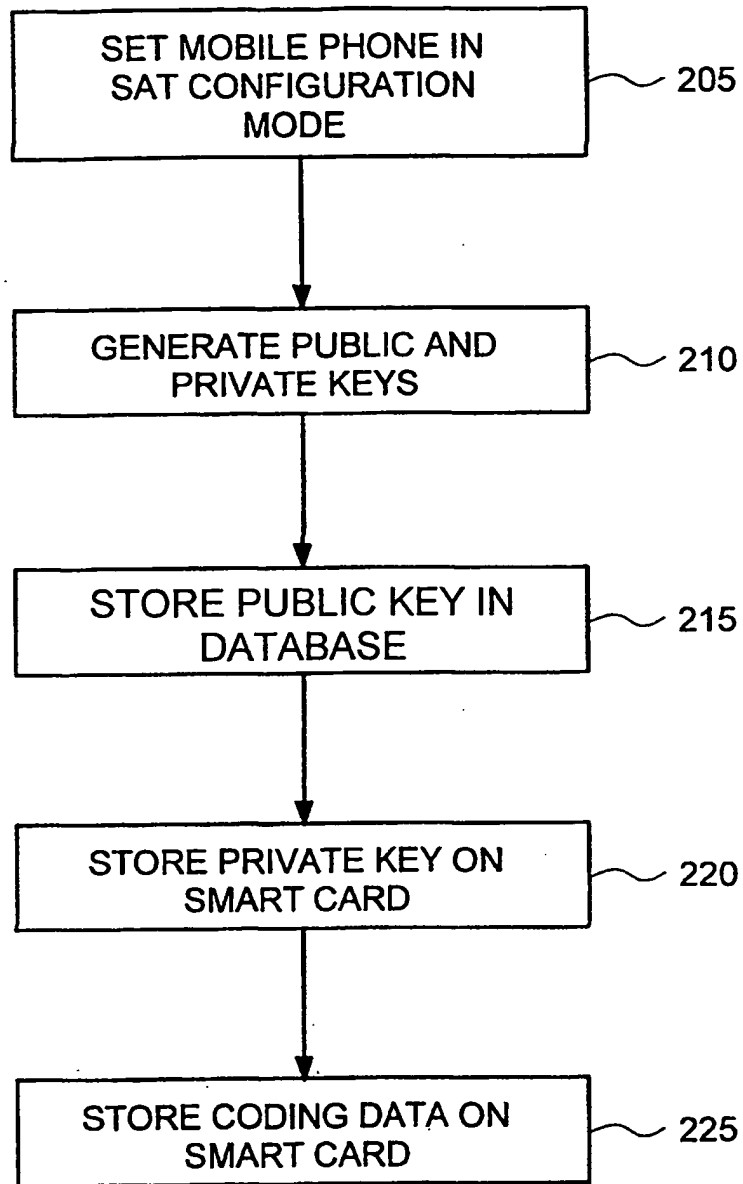 SET MOBILE PHONE IN
SAT CONFIGURATION
MODE
205
GENERATE PUBLIC AND
PRIVATE KEYS
210
STORE PUBLIC KEY IN
DATABASE
215
STORE PRIVATE KEY ON
SMART CARD
220
STORE CODING DATA ON
SMART CARD
225